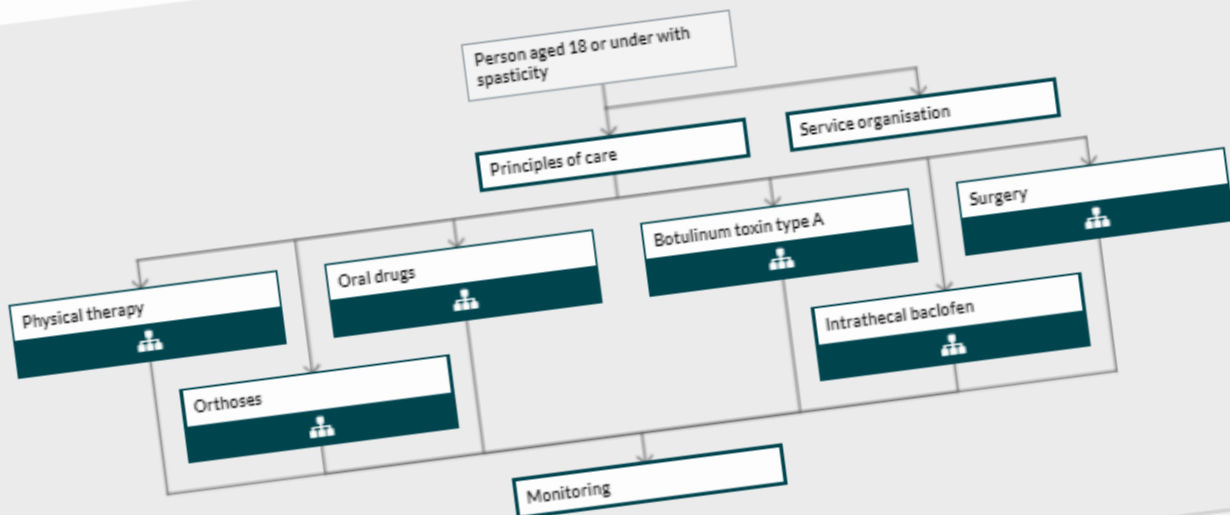 Person aged 18 or under with
spasticity
Service organisation
Principles of care
Surgery
Botulinum toxin type A
Oral drugs
Physical therapy
Intrathecal baclofen
Orthoses
Monitoring